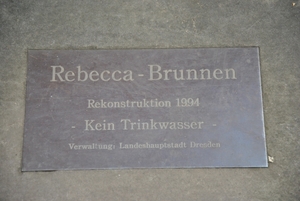 Rebecca - Brunnen
Rekonstruktion 1994
- Kein Trinkwasser -
Verwaltung: Landeshauptstadt Dresden